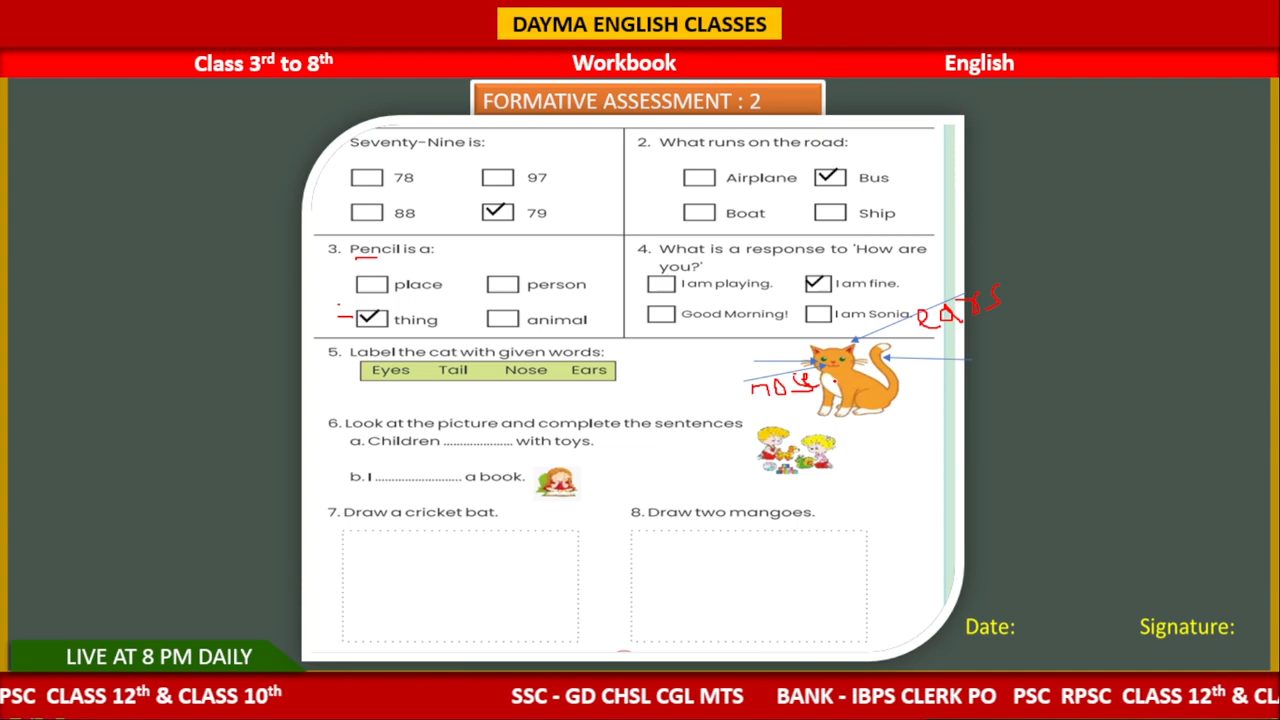 DAYMA ENGLISH CLASSES
Class 3rd to 8th Workbook English
FORMATIVE ASSESSMENT : 2
Seventy-Nine is:
78 97
88 79
2. What runs on the road:
Airplane Bus
Boat Ship
3. Pencil is a:
place person
thing animal
4. What is a response to 'How are
you?'
I am playing. I am fine.
Good Morning! I am Sonia.
ears
5. Label the cat with given words:
Eyes Tail Nose Ears
nose
6. Look at the picture and complete the sentences
a. Children .................... with toys.
b. I ......................... a book.
7. Draw a cricket bat.
8. Draw two mangoes.
Date: Signature:
LIVE AT 8 PM DAILY
PSC CLASS 12th & CLASS 10th SSC - GD CHSL CGL MTS BANK - IBPS CLERK PO PSC RPSC CLASS 12th & CL